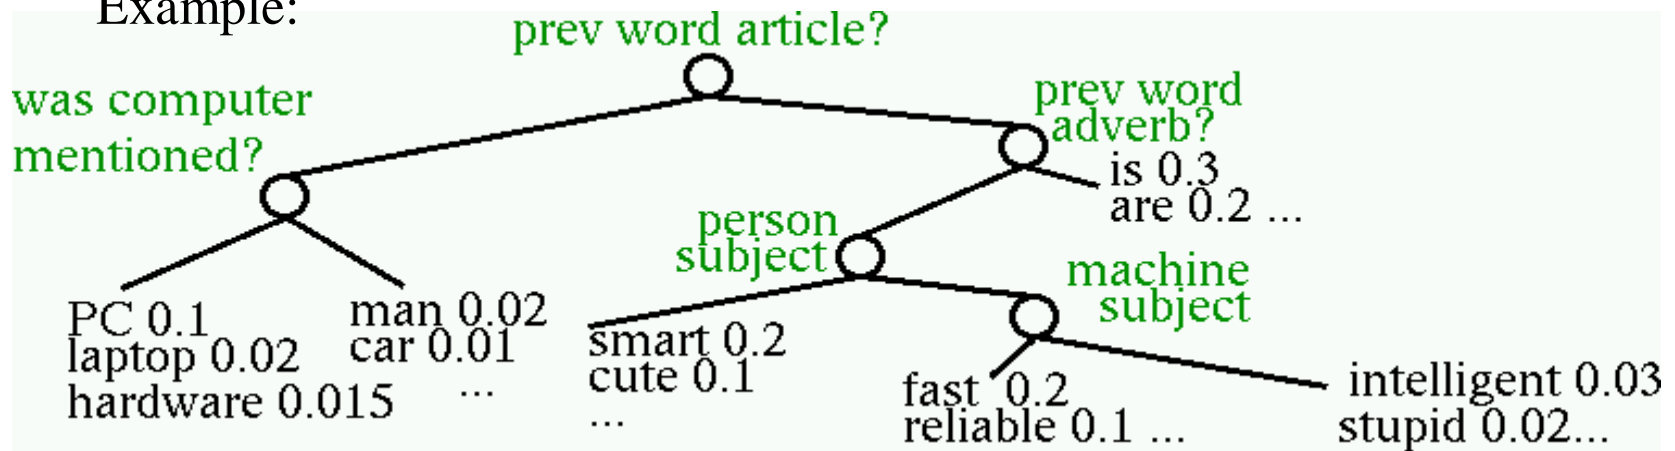 Example:
prev word article?
was computer
mentioned?
prev word
adverb?
is 0.3
are 0.2 ...
person
subject
machine
subject
PC 0.1
laptop 0.02
hardware 0.015
man 0.02
car 0.01
...
smart 0.2
cute 0.1
...
fast 0.2
reliable 0.1 ...
intelligent 0.03
stupid 0.02...